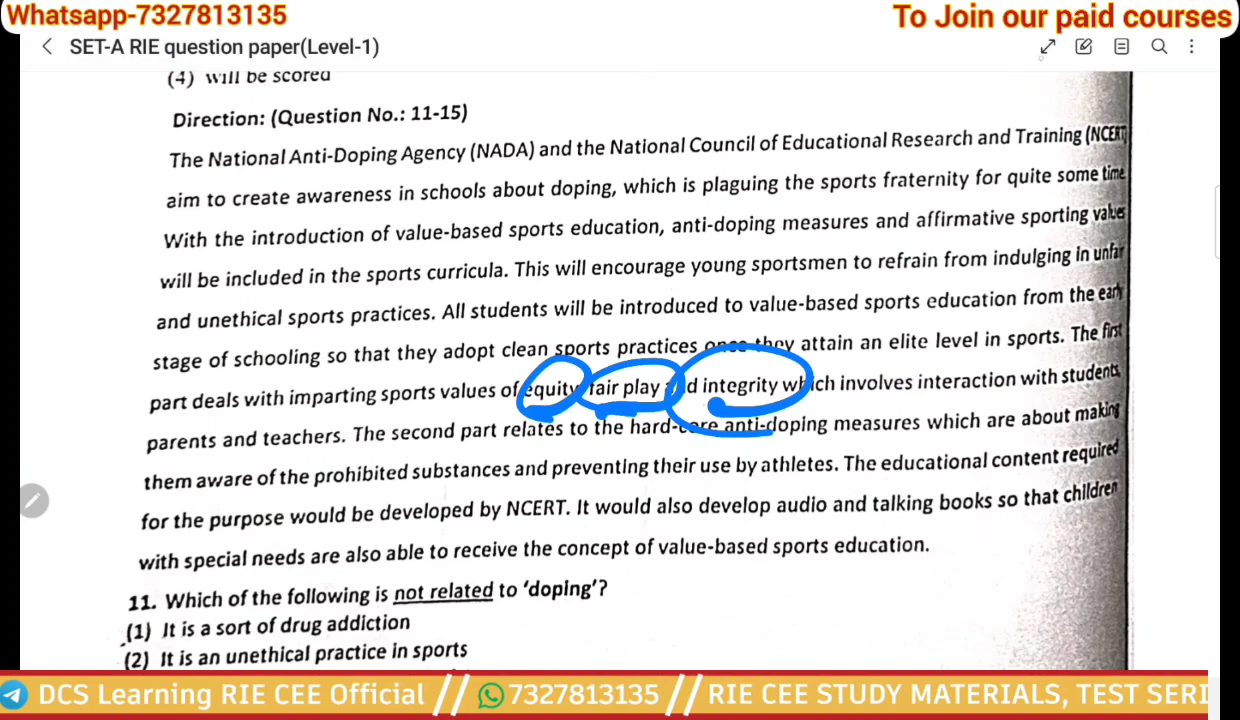 Whatsapp-7327813135
To Join our paid courses
SET-A RIE question paper(Level-1)
(4) will be scored
Direction: (Question No.: 11-15)
The National Anti-Doping Agency (NADA) and the National Council of Educational Research and Training (NCERT
aim to create awareness in schools about doping, which is plaguing the sports fraternity for quite some time.
With the introduction of value-based sports education, anti-doping measures and affirmative sporting values
will be included in the sports curricula. This will encourage young sportsmen to refrain from indulging in unfair
and unethical sports practices. All students will be introduced to value-based sports education from the early
stage of schooling so that they adopt clean sports practices once they attain an elite level in sports. The first
part deals with imparting sports values of equity, fair play and integrity which involves interaction with students,
parents and teachers. The second part relates to the hard-core anti-doping measures which are about making
them aware of the prohibited substances and preventing their use by athletes. The educational content required
for the purpose would be developed by NCERT. It would also develop audio and talking books so that children
with special needs are also able to receive the concept of value-based sports education.
11. Which of the following is not related to ‘doping’?
(1) It is a sort of drug addiction
(2) It is an unethical practice in sports
DCS Learning RIE CEE Official // 7327813135 // RIE CEE STUDY MATERIALS, TEST SERI